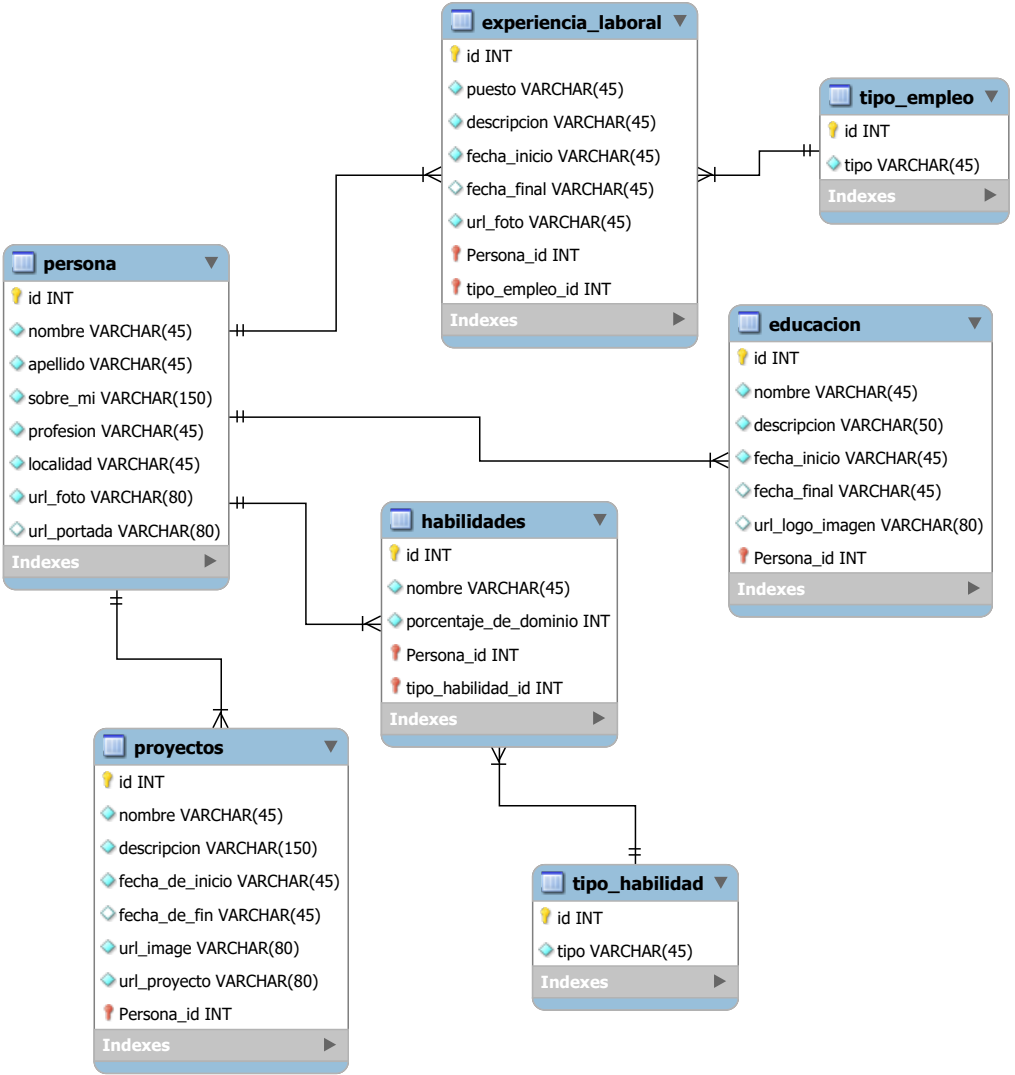 experiencia_laboral
id INT
puesto VARCHAR(45)
descripcion VARCHAR(45)
fecha_inicio VARCHAR(45)
fecha_final VARCHAR(45)
url_foto VARCHAR(45)
Persona_id INT
tipo_empleo_id INT
Indexes
tipo_empleo
id INT
tipo VARCHAR(45)
Indexes
persona
id INT
nombre VARCHAR(45)
apellido VARCHAR(45)
sobre_mi VARCHAR(150)
profesion VARCHAR(45)
localidad VARCHAR(45)
url_foto VARCHAR(80)
url_portada VARCHAR(80)
Indexes
educacion
id INT
nombre VARCHAR(45)
descripcion VARCHAR(50)
fecha_inicio VARCHAR(45)
fecha_final VARCHAR(45)
url_logo_imagen VARCHAR(80)
Persona_id INT
Indexes
habilidades
id INT
nombre VARCHAR(45)
porcentaje_de_dominio INT
Persona_id INT
tipo_habilidad_id INT
Indexes
proyectos
id INT
nombre VARCHAR(45)
descripcion VARCHAR(150)
fecha_de_inicio VARCHAR(45)
fecha_de_fin VARCHAR(45)
url_image VARCHAR(80)
url_proyecto VARCHAR(80)
Persona_id INT
Indexes
tipo_habilidad
id INT
tipo VARCHAR(45)
Indexes